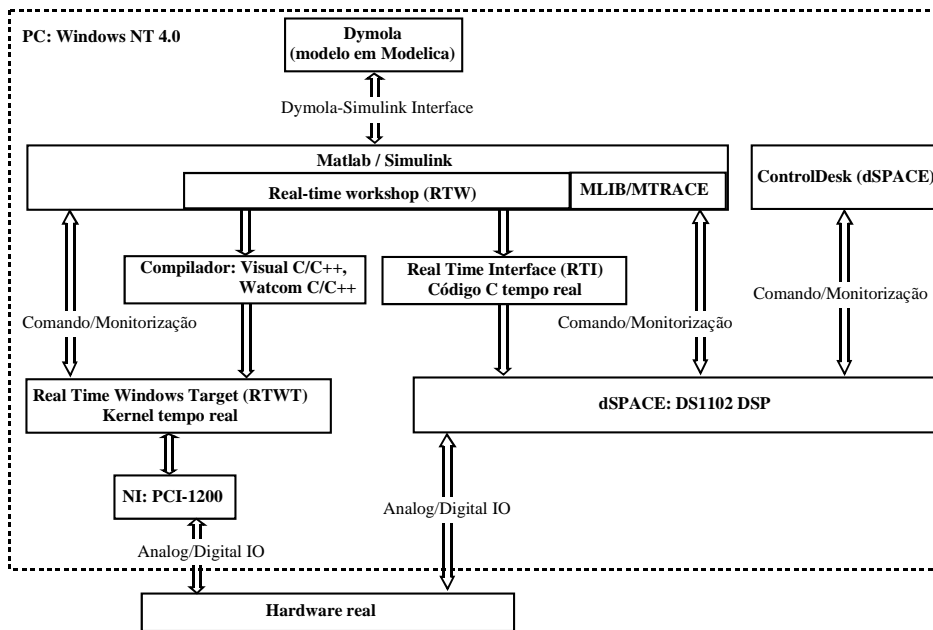 PC: Windows NT 4.0
Dymola
(modelo em Modelica)
Dymola-Simulink Interface
Matlab / Simulink
Real-time workshop (RTW)
MLIB/MTRACE
ControlDesk (dSPACE)
Compilador: Visual C/C++,
Watcom C/C++
Real Time Interface (RTI)
Código C tempo real
Comando/Monitorização
Comando/Monitorização
Comando/Monitorização
Real Time Windows Target (RTWT)
Kernel tempo real
dSPACE: DS1102 DSP
NI: PCI-1200
Analog/Digital IO
Analog/Digital IO
Hardware real